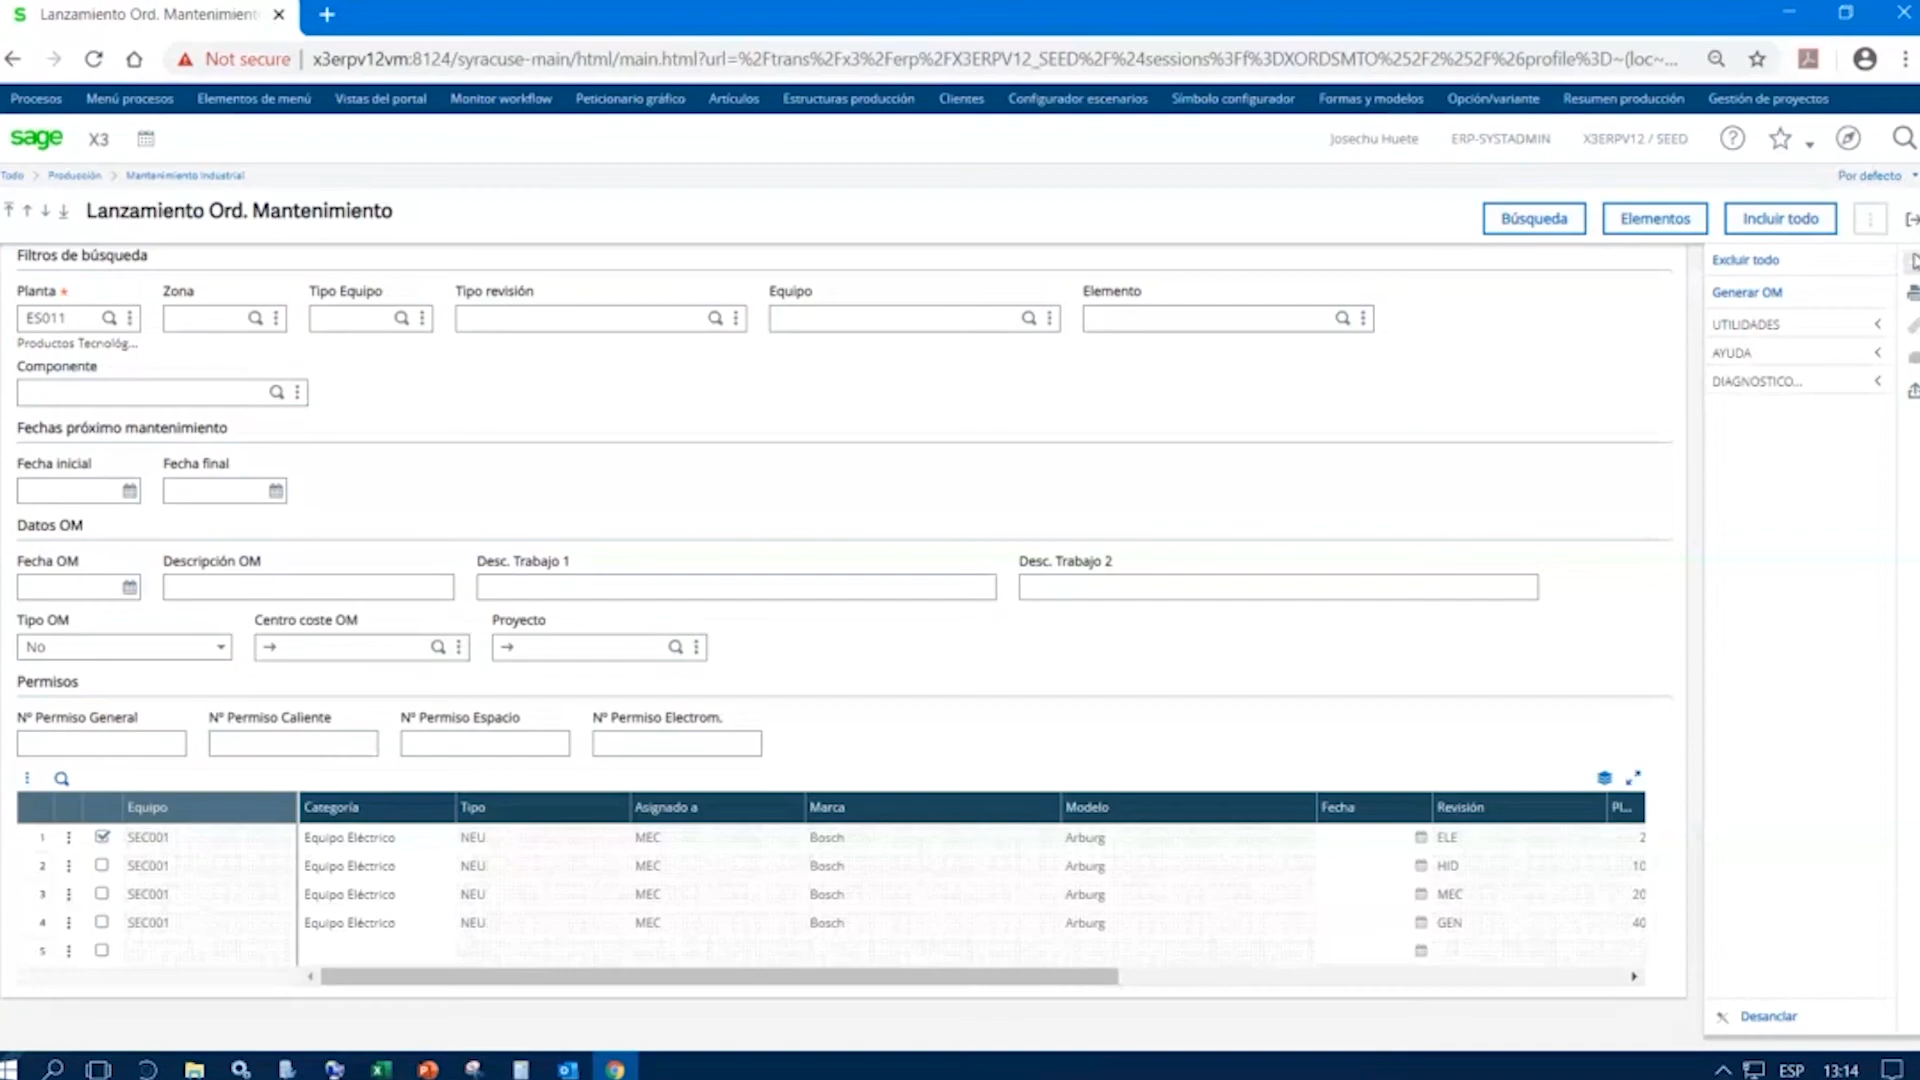 Lanzamiento Ord. Mantenimient
Not secure x3erpv12vm:8124/syracuse-main/html/main.html?url=%2Ftrans%2Fx3%2Ferp%2FX3ERPV12_SEED%2F%24sessions%3Ff%3DXORDSMTO%252F2%252F%26profile%3D~(loc~...
Procesos Menú procesos Elementos de menú Vistas del portal Monitor workflow Peticionario gráfico Artículos Estructuras producción Clientes Configurador escenarios Símbolo configurador Formas y modelos Opción/variante Resumen producción Gestión de proyectos
sage X3 Josechu Huete ERP-SYSTADMIN X3ERPV12 / SEED
Todo > Producción > Mantenimiento Industrial Por defecto
Lanzamiento Ord. Mantenimiento Búsqueda Elementos Incluir todo
Filtros de búsqueda Excluir todo
Planta * Zona Tipo Equipo Tipo revisión Equipo Elemento Generar OM
ES011 UTILIDADES
Productos Tecnológ... AYUDA
Componente DIAGNOSTICO...
Fechas próximo mantenimiento
Fecha inicial Fecha final
Datos OM
Fecha OM Descripción OM Desc. Trabajo 1 Desc. Trabajo 2
Tipo OM Centro coste OM Proyecto
No
Permisos
Nº Permiso General Nº Permiso Caliente Nº Permiso Espacio Nº Permiso Electrom.
Equipo Categoría Tipo Asignado a Marca Modelo Fecha Revisión Pl...
1 SEC001 Equipo Eléctrico NEU MEC Bosch Arburg ELE 2
2 SEC001 Equipo Eléctrico NEU MEC Bosch Arburg HID 10
3 SEC001 Equipo Eléctrico NEU MEC Bosch Arburg MEC 20
4 SEC001 Equipo Eléctrico NEU MEC Bosch Arburg GEN 40
5
Desanclar
ESP 13:14